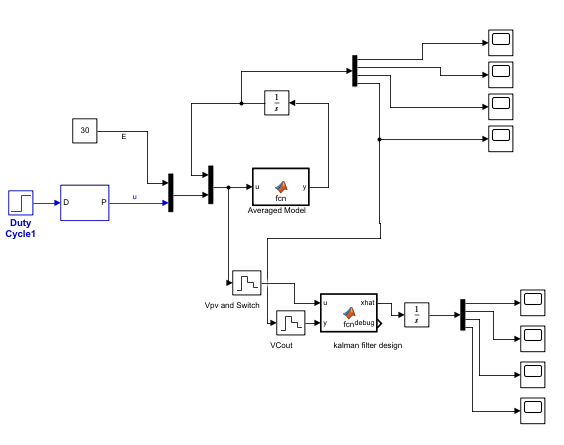 1
s
30
E
u
fcn
y
Averaged Model
D
P
u
Duty
Cycle1
Vpv and Switch
u
xhat
y
fcn
debug
1
s
VCout
kalman filter design